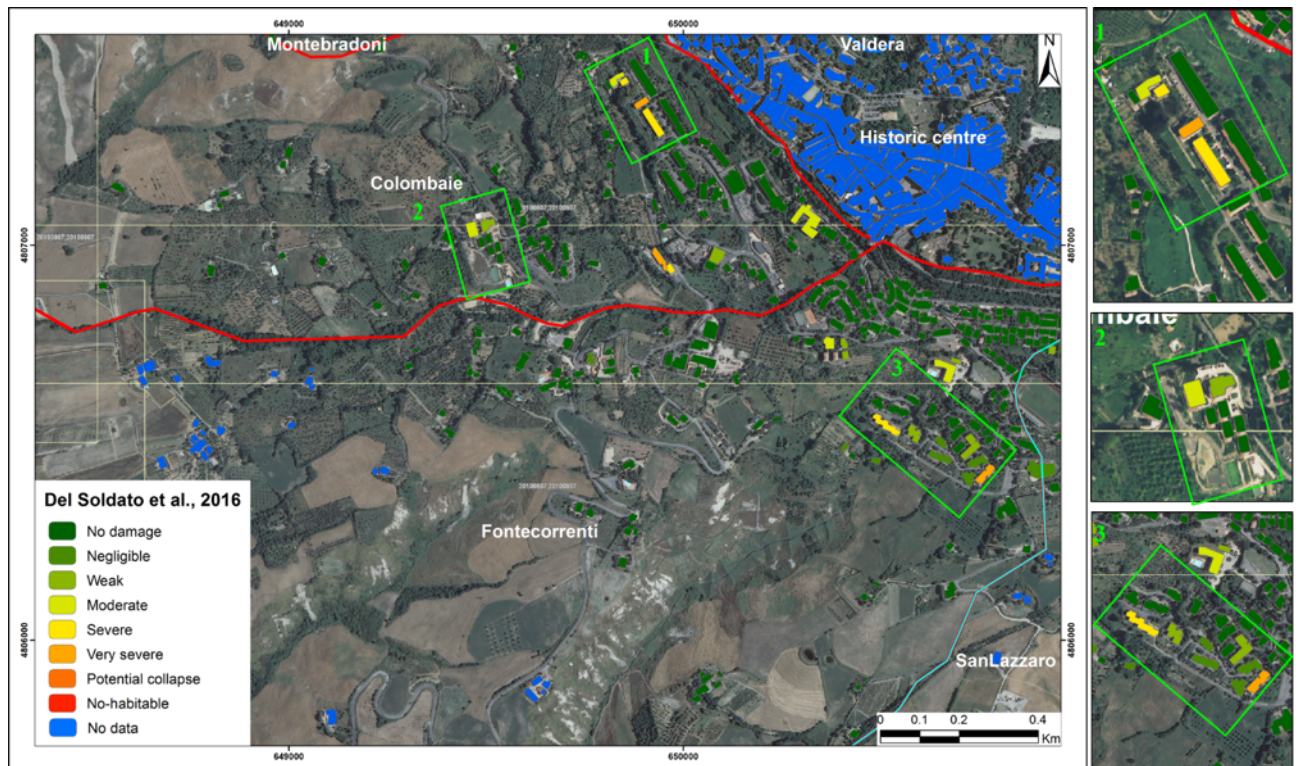 649000
650000
Montebradoni
Valdera
N
1
1
Historic centre
Colombaie
2
4807000
4807000
2
3
Del Soldato et al., 2016
No damage
Negligible
Weak
Moderate
Severe
Very severe
Potential collapse
No-habitable
No data
Fontecorrenti
3
4806000
4806000
SanLazzaro
0 0.1 0.2 0.4
Km
649000
650000